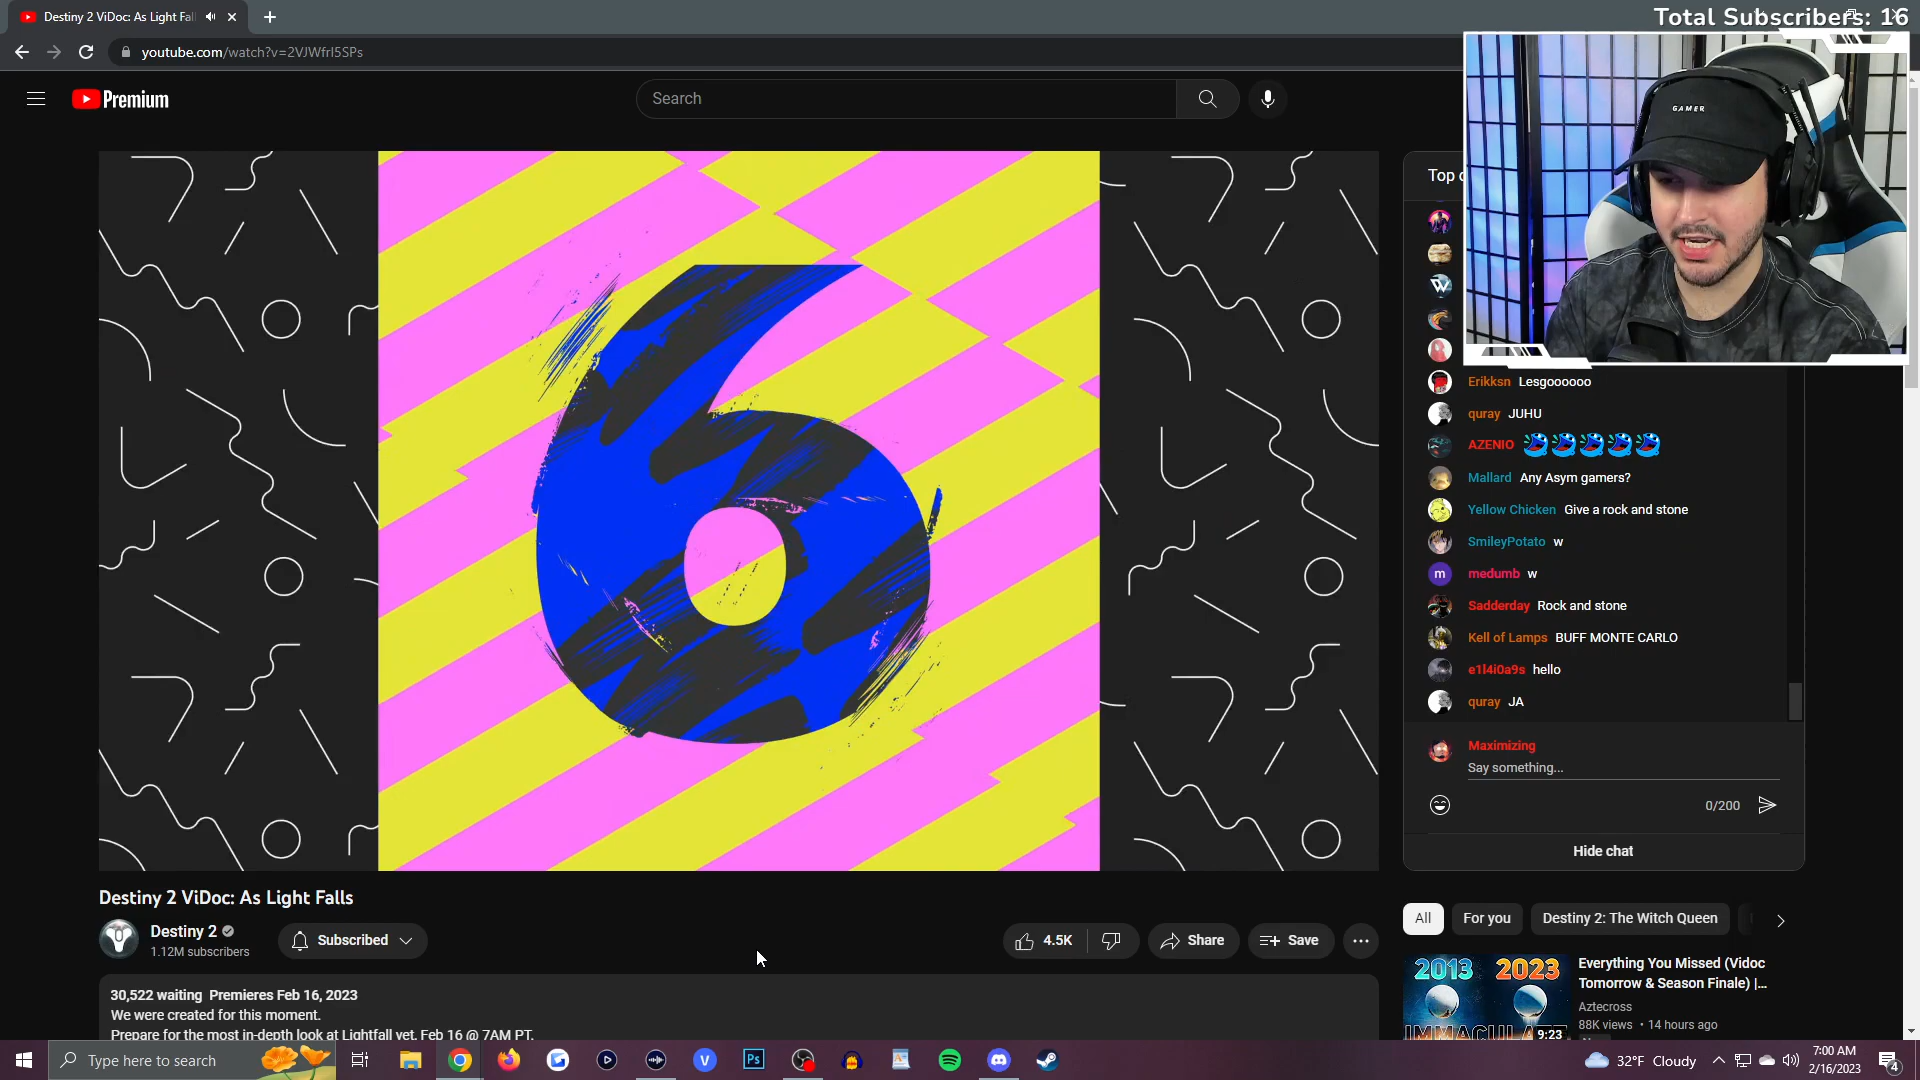 Destiny 2 ViDoc: As Light Fal
Total Subscribers: 16
youtube.com/watch?v=2VJWfrI5SPs
Premium
Search
GAMER
6
Top c
Erikksn Lesgoooooo
quray JUHU
AZENIO
Mallard Any Asym gamers?
Yellow Chicken Give a rock and stone
SmileyPotato w
m medumb w
Sadderday Rock and stone
Kell of Lamps BUFF MONTE CARLO
e1l4i0a9s hello
quray JA
Maximizing
Say something...
0/200
Hide chat
Destiny 2 ViDoc: As Light Falls
Destiny 2
1.12M subscribers
Subscribed
4.5K
Share
Save
All
For you
Destiny 2: The Witch Queen
30,522 waiting Premieres Feb 16, 2023
We were created for this moment.
Prepare for the most in-depth look at Lightfall yet. Feb 16 @ 7AM PT.
2013 2023
IMMACULATE
9:23
Everything You Missed (Vidoc
Tomorrow & Season Finale) |...
Aztecross
88K views • 14 hours ago
Type here to search
V
Ps
32°F Cloudy
7:00 AM
2/16/2023
4